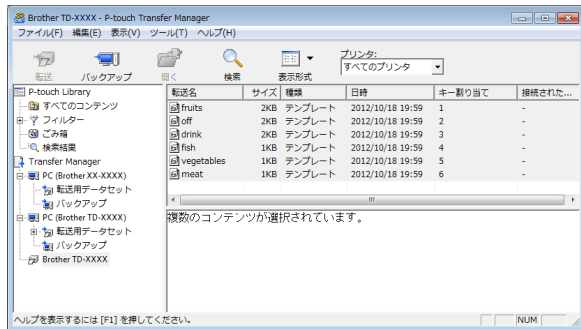 Brother TD-XXXX - P-touch Transfer Manager
ファイル(F) 編集(E) 表示(V) ツール(T) ヘルプ(H)
転送 バックアップ 開く 検索 表示形式
プリンタ:
すべてのプリンタ
P-touch Library
すべてのコンテンツ
フィルター
ごみ箱
検索結果
Transfer Manager
PC (Brother XX-XXXX)
転送用データセット
バックアップ
PC (Brother TD-XXXX)
転送用データセット
バックアップ
Brother TD-XXXX
転送名 サイズ 種類 日時 キー割り当て 接続された...
fruits 2KB テンプレート 2012/10/18 19:59 1 -
off 2KB テンプレート 2012/10/18 19:59 2 -
drink 2KB テンプレート 2012/10/18 19:59 3 -
fish 1KB テンプレート 2012/10/18 19:59 4 -
vegetables 1KB テンプレート 2012/10/18 19:59 5 -
meat 1KB テンプレート 2012/10/18 19:59 6 -
複数のコンテンツが選択されています。
ヘルプを表示するには [F1] を押してください。 NUM